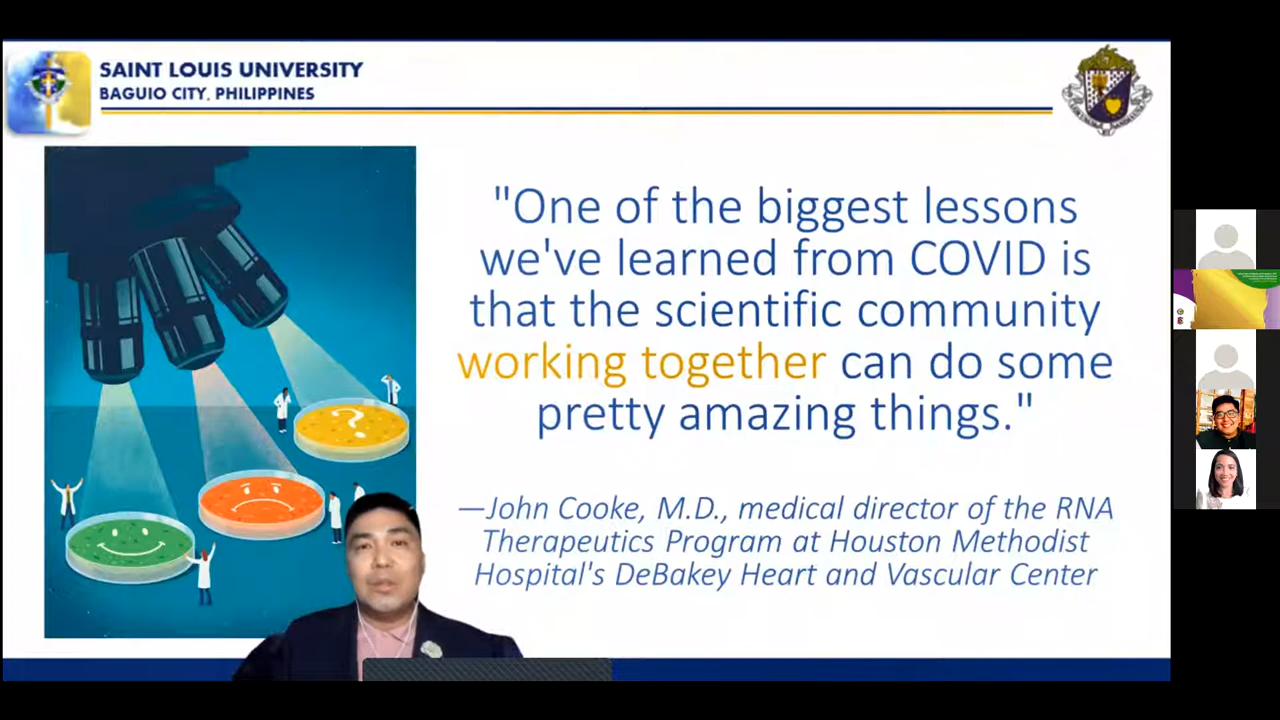 SAINT LOUIS UNIVERSITY
BAGUIO CITY, PHILIPPINES
"One of the biggest lessons
we've learned from COVID is
that the scientific community
working together can do some
pretty amazing things."
—John Cooke, M.D., medical director of the RNA
Therapeutics Program at Houston Methodist
Hospital's DeBakey Heart and Vascular Center
?